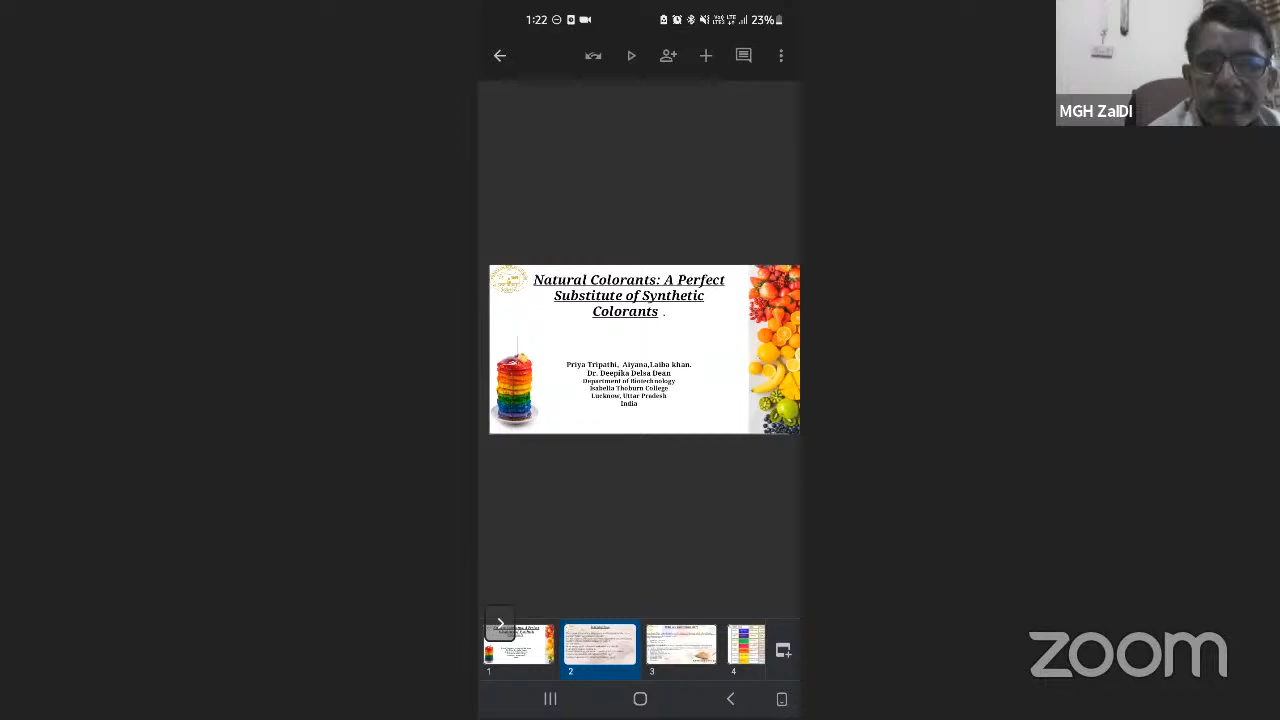 1:22
23%
MGH ZaIDI
Natural Colorants: A Perfect
Substitute of Synthetic
Colorants .
Priya Tripathi, Aiyana,Laiba khan.
Dr. Deepika Delsa Dean
Department of Biotechnology
Isabella Thoburn College
Lucknow, Uttar Pradesh
India
1
2
3
4
zoom